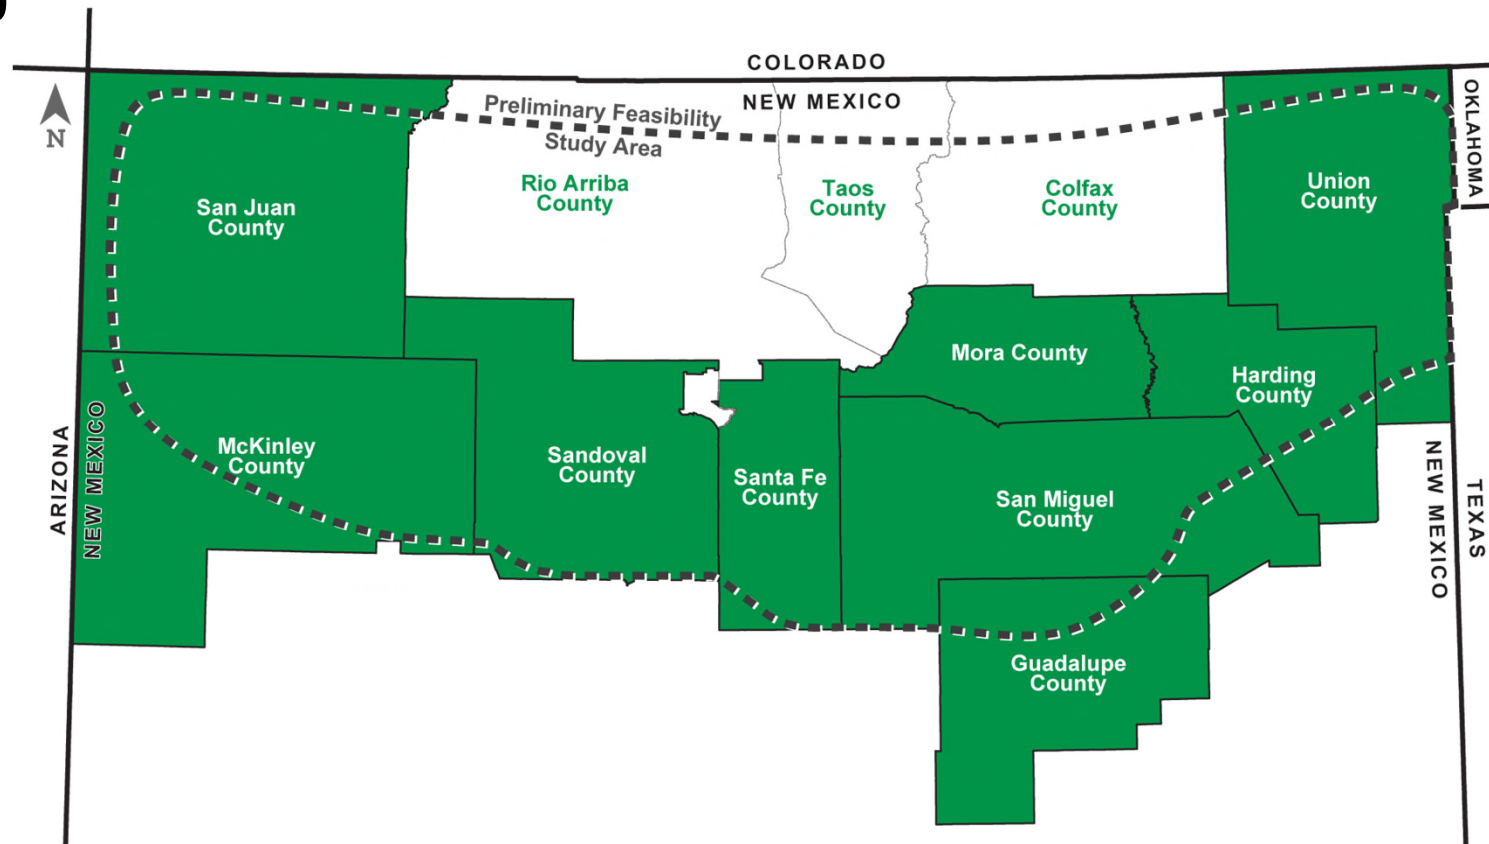 COLORADO
NEW MEXICO
Preliminary Feasibility
Study Area
N
OKLAHOMA
San Juan
County
Rio Arriba
County
Taos
County
Colfax
County
Union
County
Mora County
Harding
County
McKinley
County
Sandoval
County
Santa Fe
County
San Miguel
County
Guadalupe
County
ARIZONA
NEW MEXICO
NEW MEXICO
TEXAS